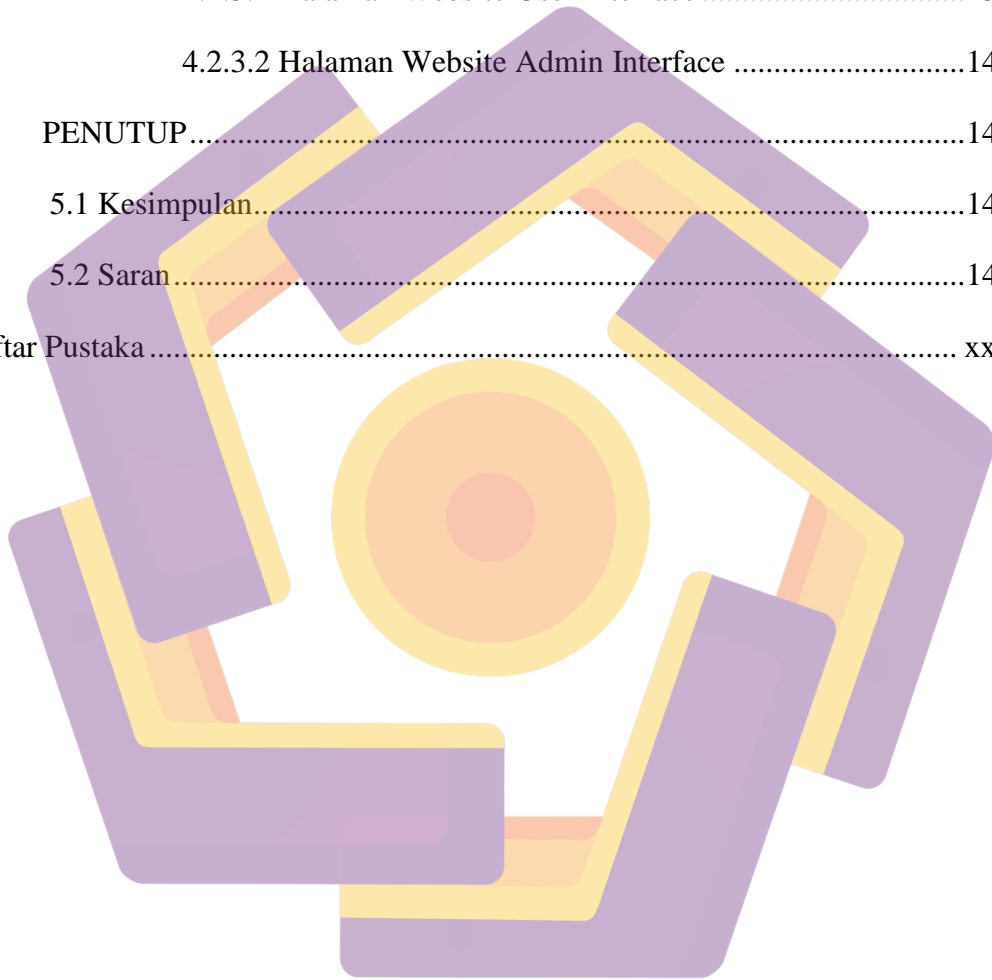 4.2.3.2 Halaman Website Admin Interface ............................14
PENUTUP.............................................................................................14
5.1 Kesimpulan.....................................................................................14
5.2 Saran...............................................................................................14
ftar Pustaka ................................................................................................. xx